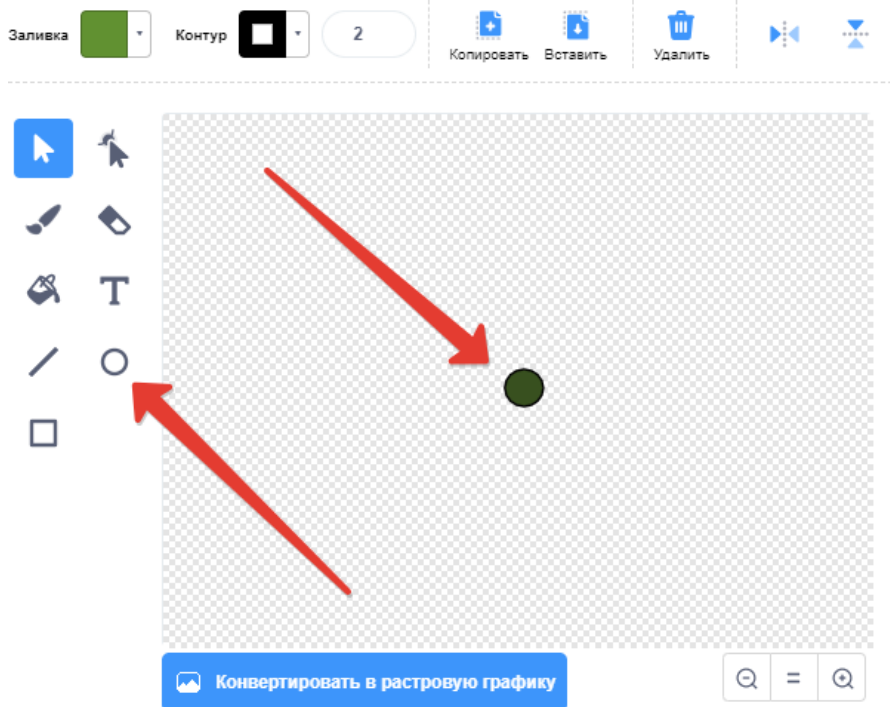 Заливка
Контур
2
Копировать
Вставить
Удалить
Конвертировать в растровую графику